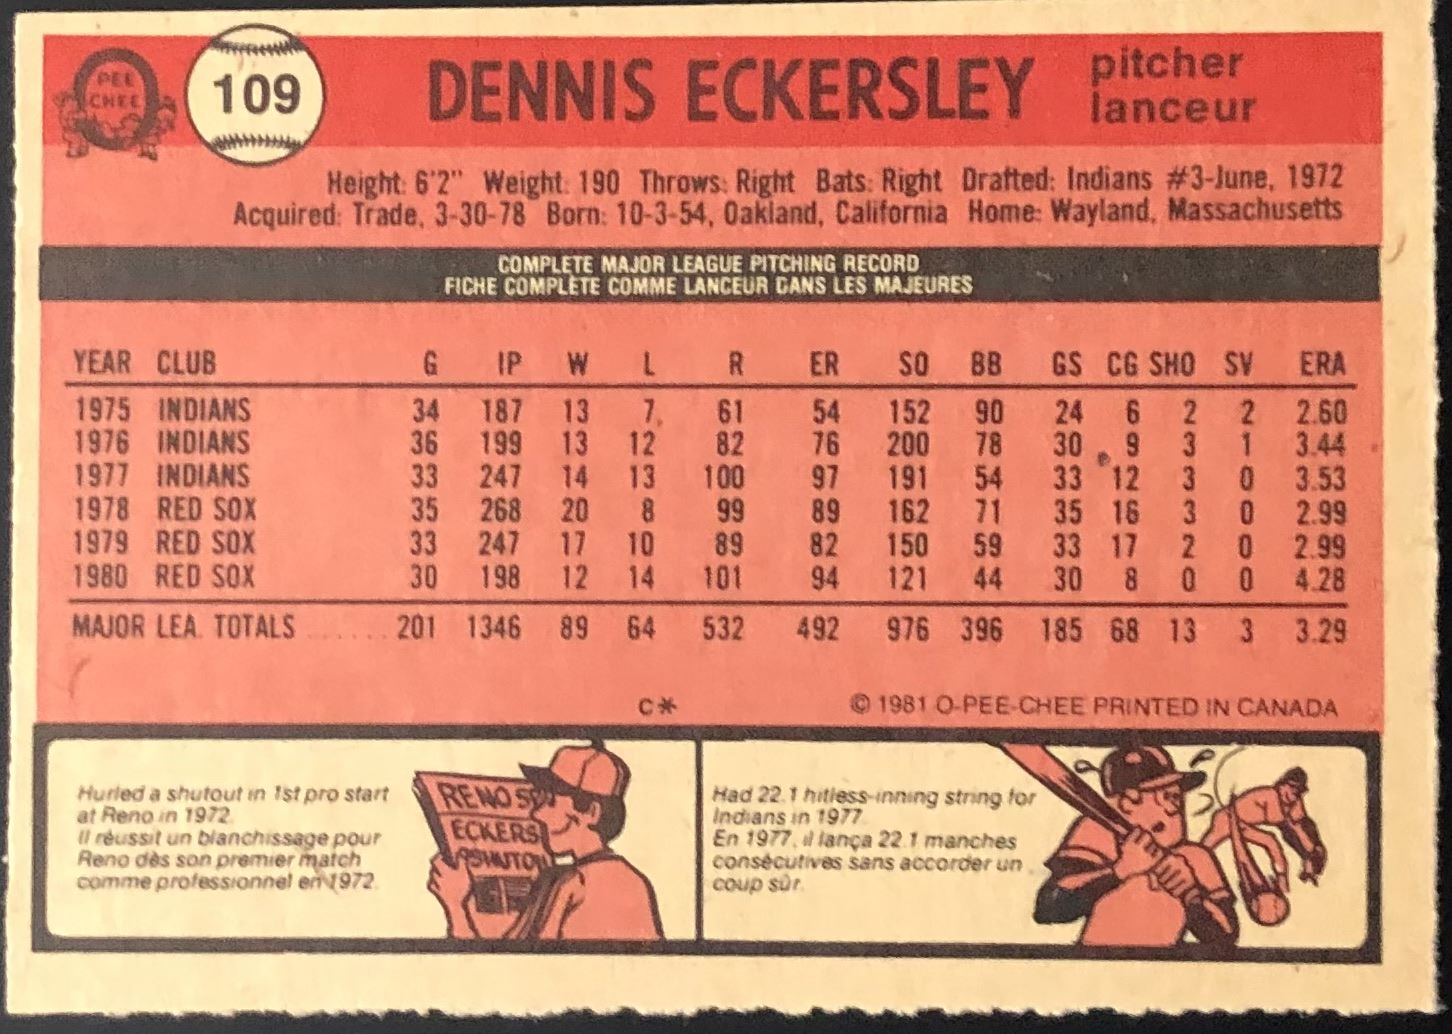 PEE
CHEE
109
DENNIS ECKERSLEY
pitcher
lanceur
Height: 6'2" Weight: 190 Throws: Right Bats: Right Drafted: Indians #3-June, 1972
Acquired: Trade, 3-30-78 Born: 10-3-54, Oakland, California Home: Wayland, Massachusetts
COMPLETE MAJOR LEAGUE PITCHING RECORD
FICHE COMPLETE COMME LANCEUR DANS LES MAJEURES
YEAR CLUB G IP W L R ER SO BB GS CG SHO SV ERA
1975 INDIANS 34 187 13 7 61 54 152 90 24 6 2 2 2.60
1976 INDIANS 36 199 13 12 82 76 200 78 30 9 3 1 3.44
1977 INDIANS 33 247 14 13 100 97 191 54 33 12 3 0 3.53
1978 RED SOX 35 268 20 8 99 89 162 71 35 16 3 0 2.99
1979 RED SOX 33 247 17 10 89 82 150 59 33 17 2 0 2.99
1980 RED SOX 30 198 12 14 101 94 121 44 30 8 0 0 4.28
MAJOR LEA. TOTALS ...... 201 1346 89 64 532 492 976 396 185 68 13 3 3.29
C* © 1981 O-PEE-CHEE PRINTED IN CANADA
Hurled a shutout in 1st pro start
at Reno in 1972.
Il réussit un blanchissage pour
Reno dès son premier match
comme professionnel en 1972.
RENO SP
ECKERS
SHUTOU
Had 22.1 hitless-inning string for
Indians in 1977.
En 1977, il lança 22.1 manches
consécutives sans accorder un
coup sûr.